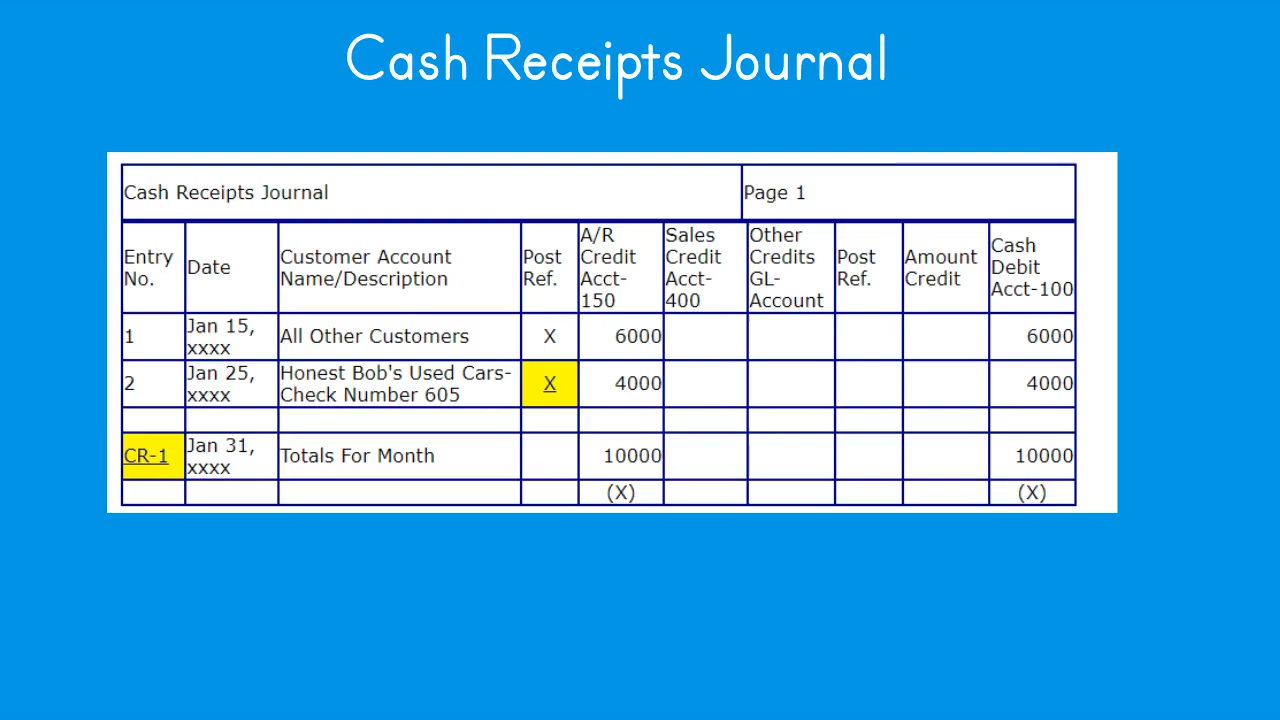 Cash Receipts Journal
Cash Receipts Journal Page 1
Entry No. Date Customer Account Name/Description Post Ref. A/R Credit Acct-150 Sales Credit Acct-400 Other Credits GL-Account Post Ref. Amount Credit Cash Debit Acct-100
1 Jan 15, xxxx All Other Customers X 6000 6000
2 Jan 25, xxxx Honest Bob's Used Cars-Check Number 605 X 4000 4000
CR-1 Jan 31, xxxx Totals For Month 10000 10000
(X) (X)